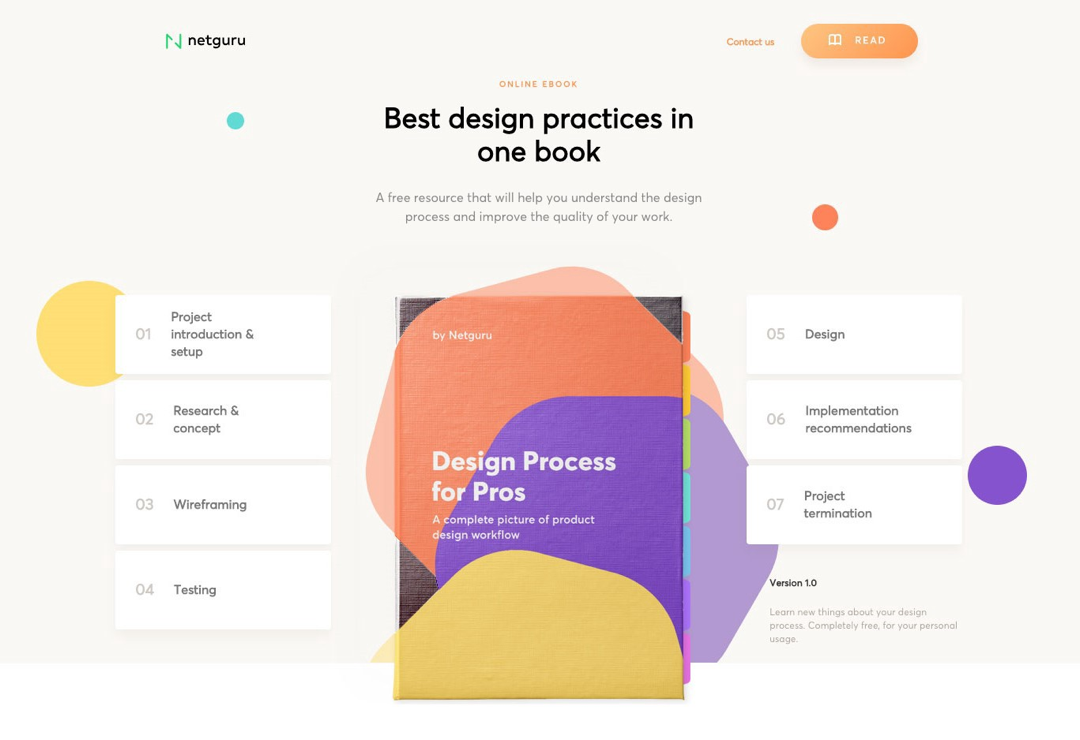 netguru
Contact us
READ
ONLINE EBOOK
Best design practices in
one book
A free resource that will help you understand the design
process and improve the quality of your work.
01
Project
introduction &
setup
02
Research &
concept
03
Wireframing
04
Testing
by Netguru
Design Process
for Pros
A complete picture of product
design workflow
05
Design
06
Implementation
recommendations
07
Project
termination
Version 1.0
Learn new things about your design
process. Completely free, for your personal
usage.